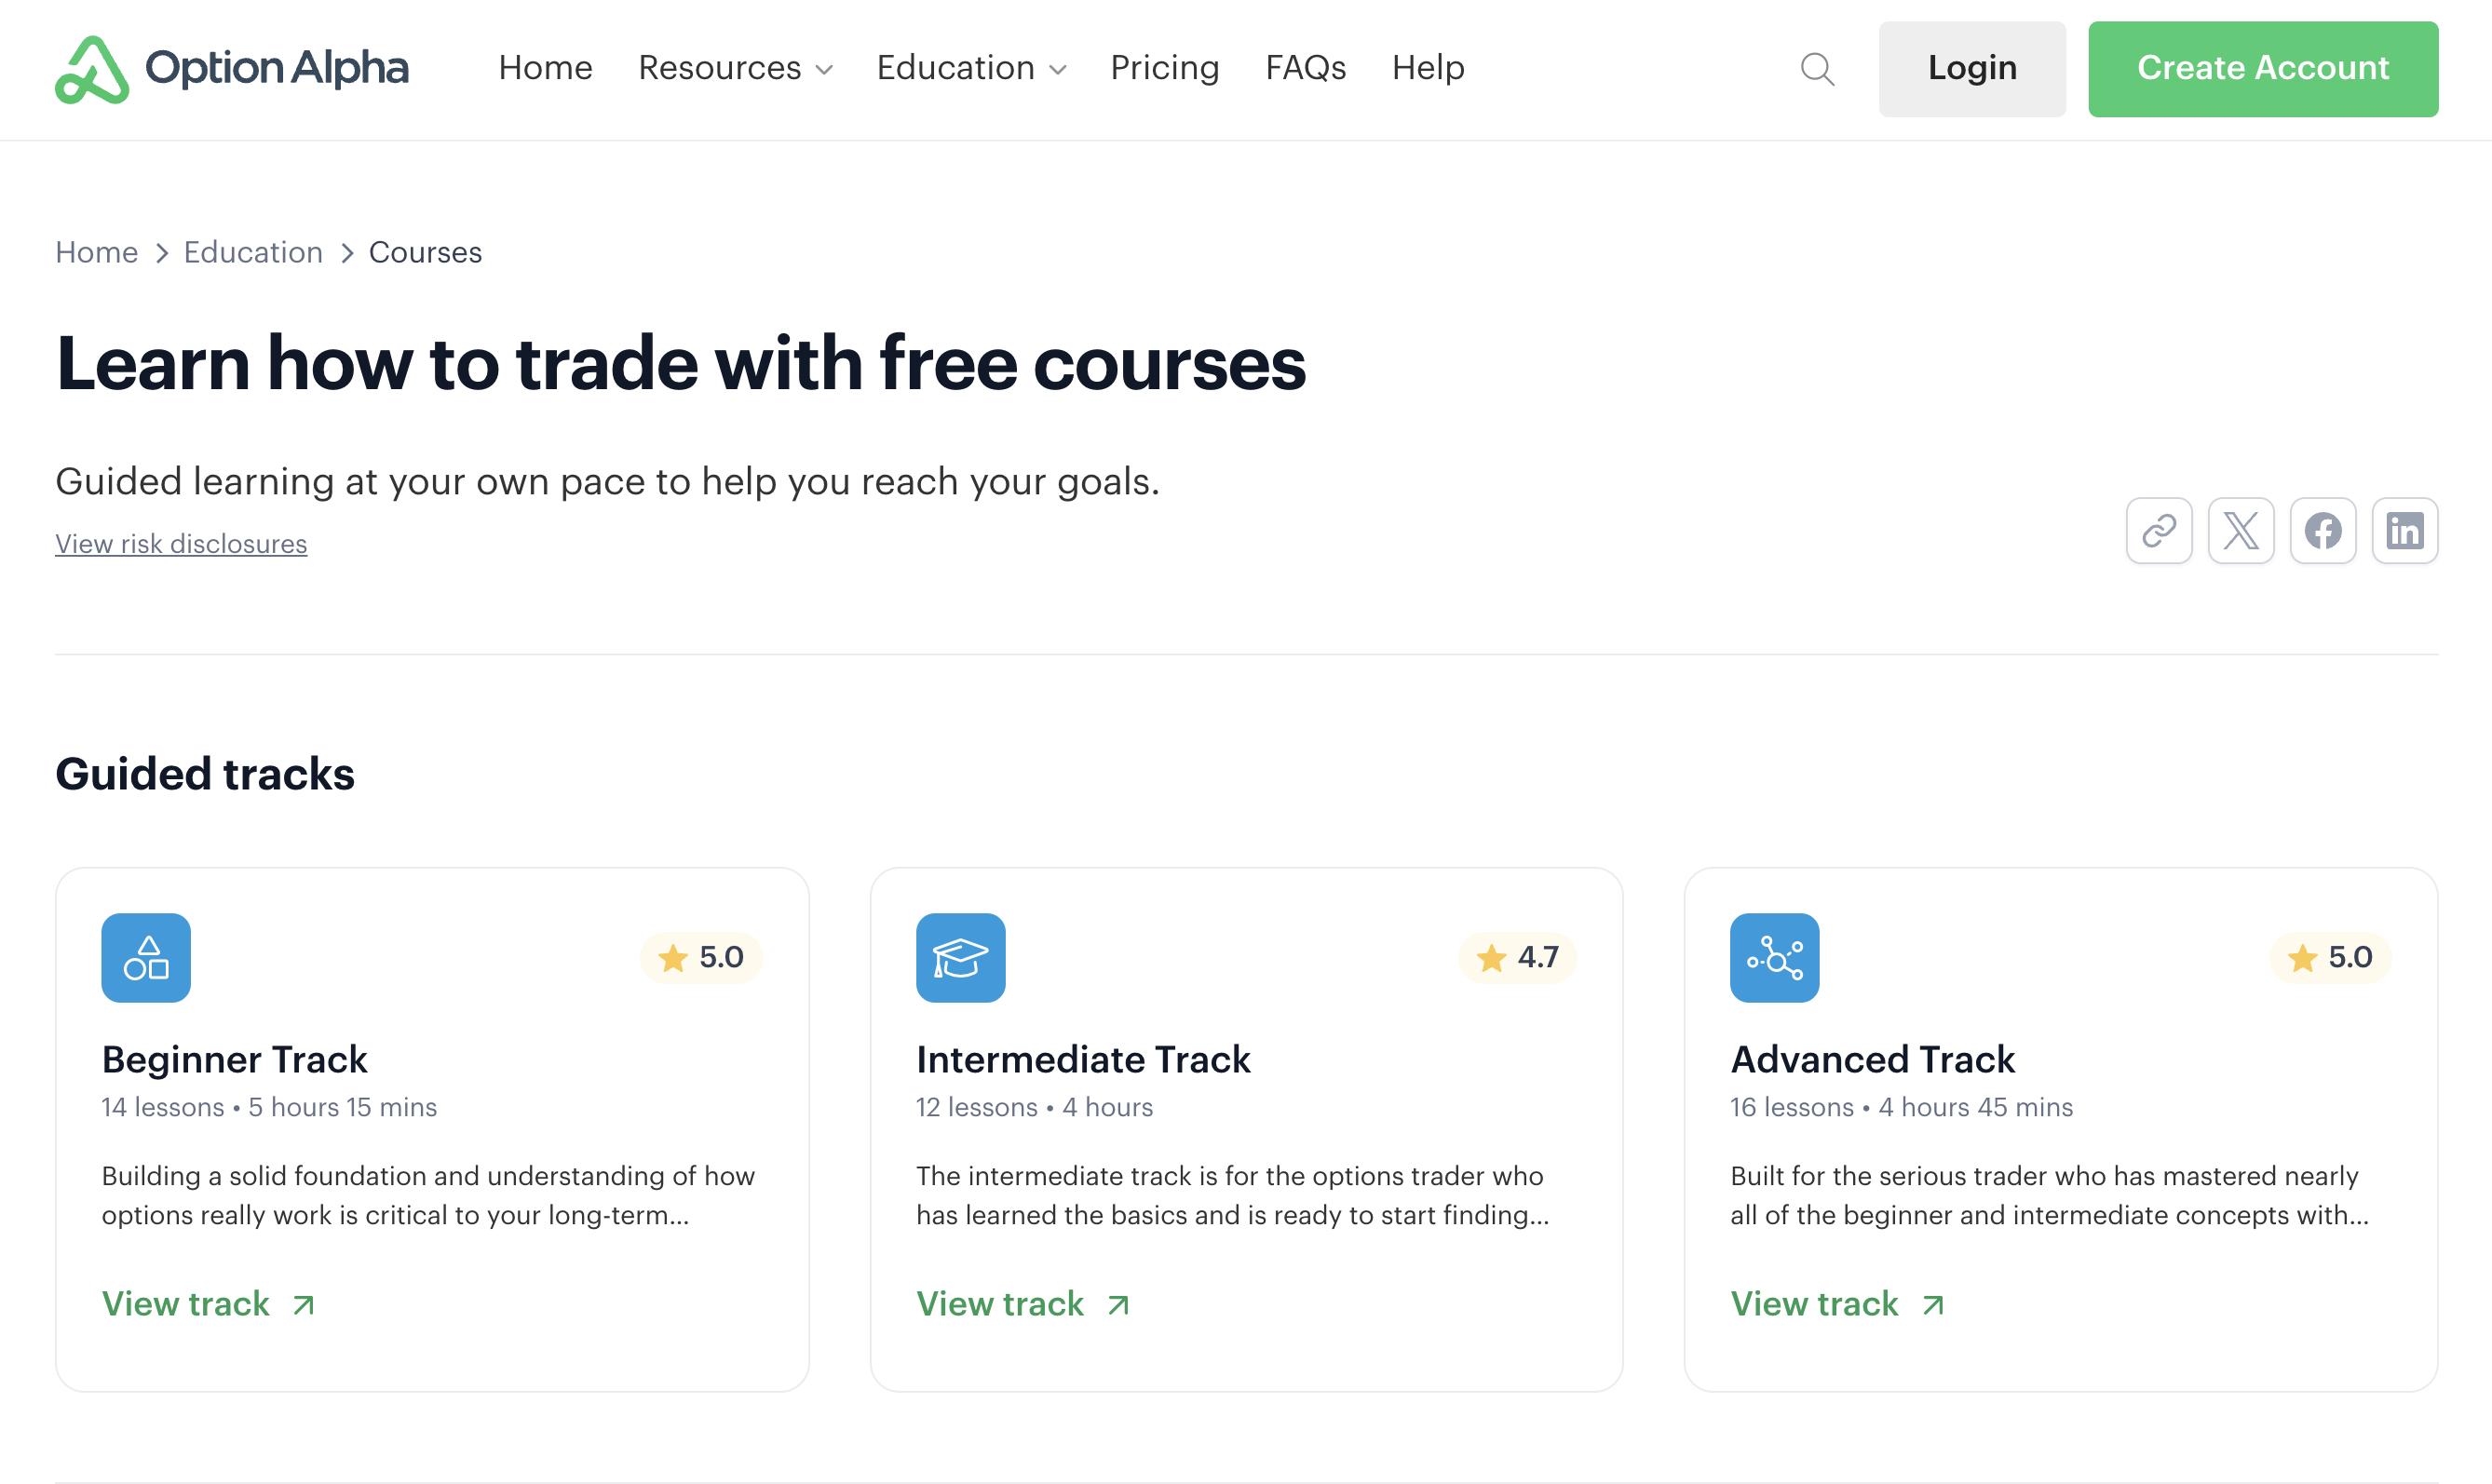 Option Alpha
Home
Resources
Education
Pricing
FAQs
Help
Login
Create Account
Home
Education
Courses
Learn how to trade with free courses
Guided learning at your own pace to help you reach your goals.
View risk disclosures
Guided tracks
5.0
Beginner Track
14 lessons • 5 hours 15 mins
Building a solid foundation and understanding of how
options really work is critical to your long-term...
View track
4.7
Intermediate Track
12 lessons • 4 hours
The intermediate track is for the options trader who
has learned the basics and is ready to start finding...
View track
5.0
Advanced Track
16 lessons • 4 hours 45 mins
Built for the serious trader who has mastered nearly
all of the beginner and intermediate concepts with...
View track